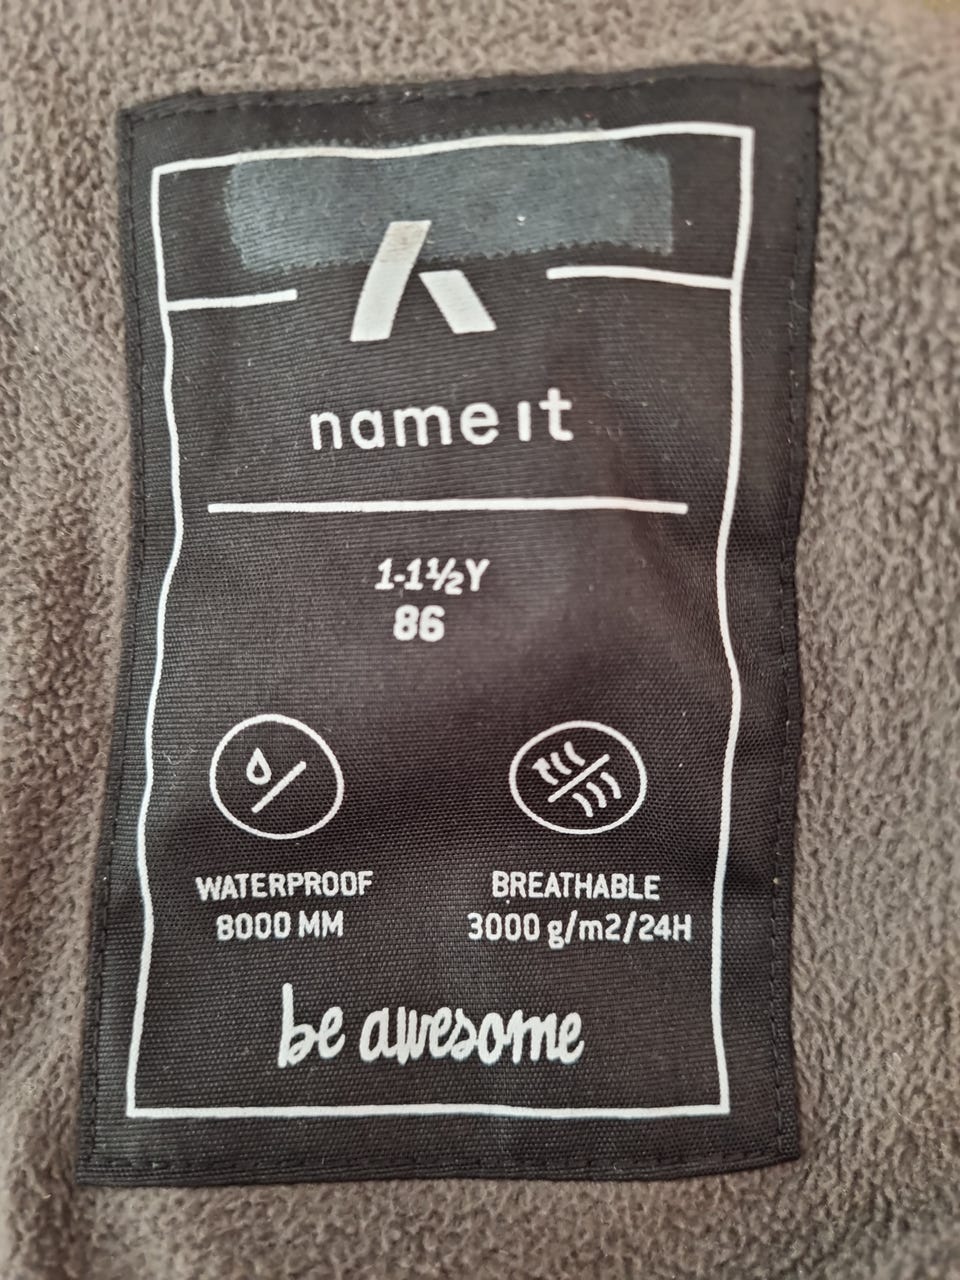 name it
1-1½Y
86
WATERPROOF
8000 MM
BREATHABLE
3000 g/m2/24H
be awesome